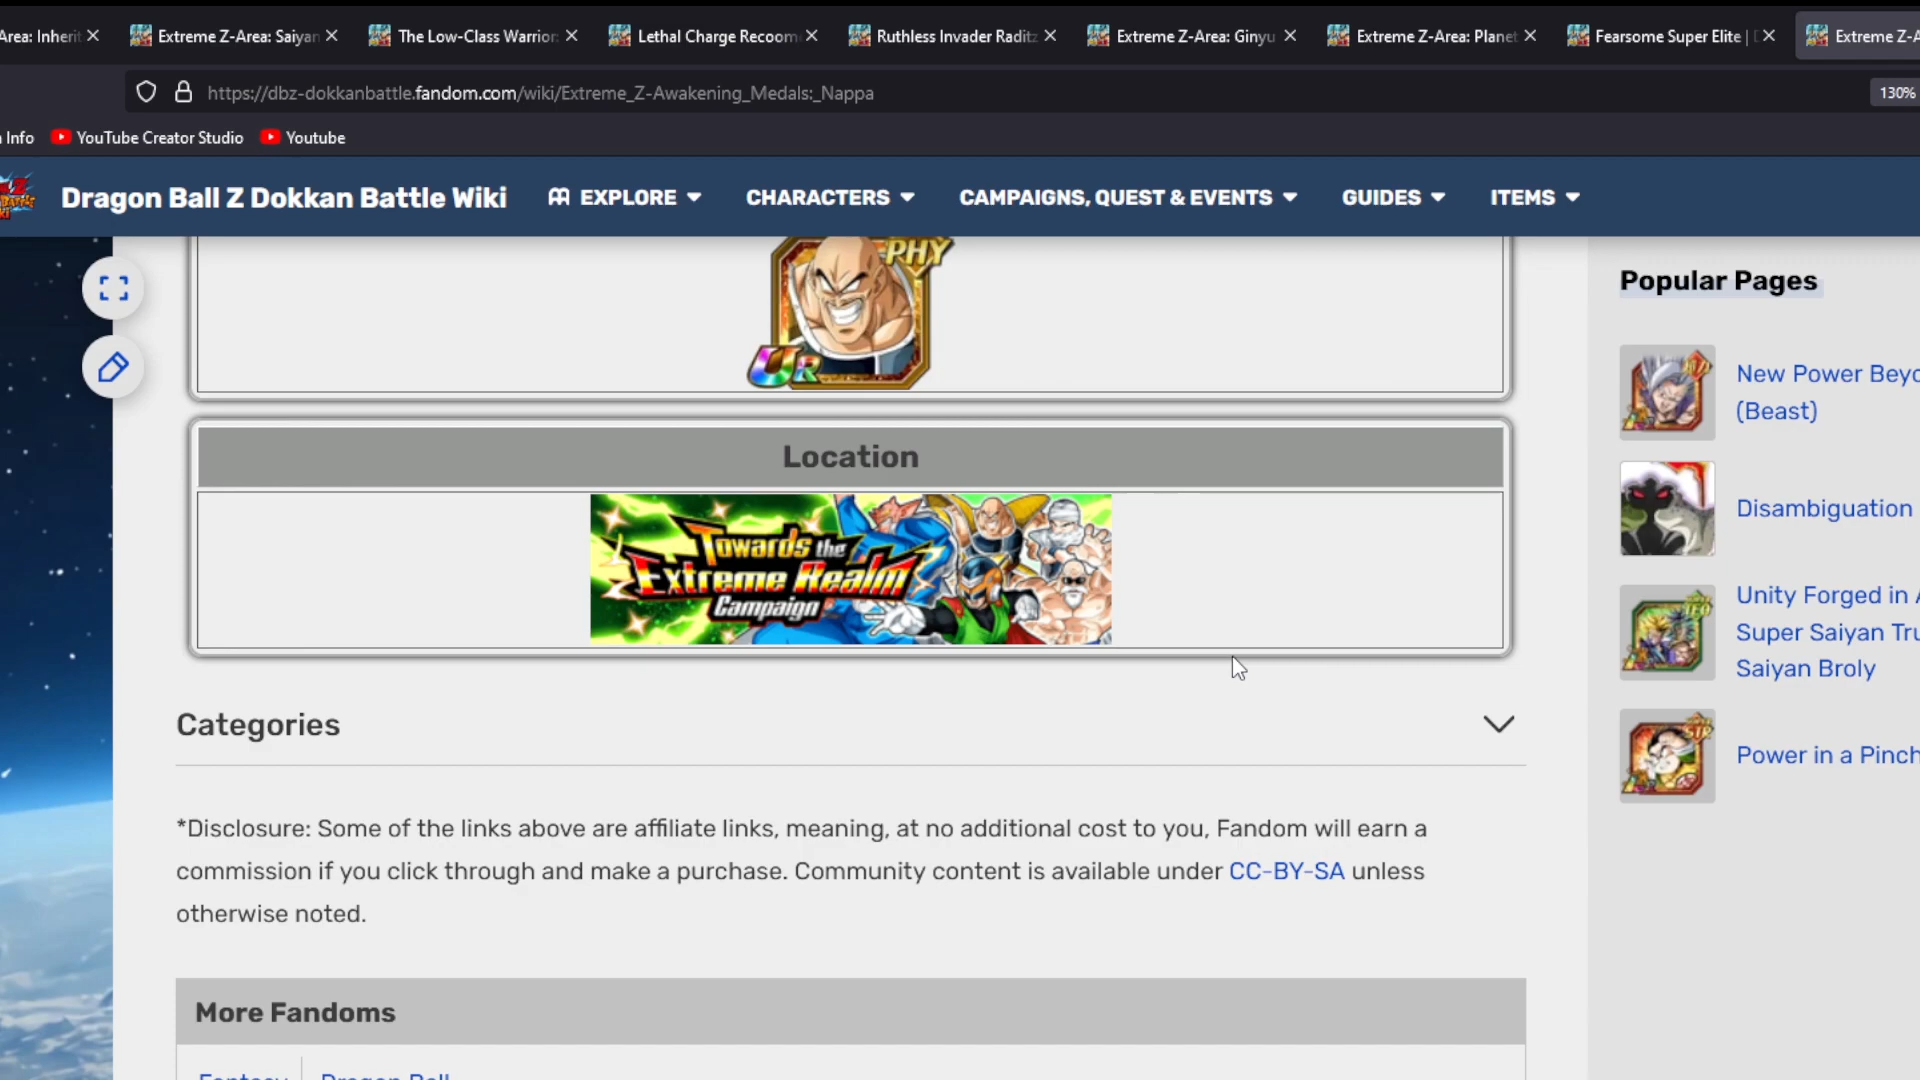 Area: Inherit
Extreme Z-Area: Saiyan
The Low-Class Warrior
Lethal Charge Recoom
Ruthless Invader Raditz
Extreme Z-Area: Ginyu
Extreme Z-Area: Planet
Fearsome Super Elite |
Extreme Z-A
https://dbz-dokkanbattle.fandom.com/wiki/Extreme_Z-Awakening_Medals:_Nappa
130%
Info
YouTube Creator Studio
Youtube
Dragon Ball Z Dokkan Battle Wiki
EXPLORE
CHARACTERS
CAMPAIGNS, QUEST & EVENTS
GUIDES
ITEMS
PHY
UR
Location
Towards the
Extreme Realm
Campaign
Categories
*Disclosure: Some of the links above are affiliate links, meaning, at no additional cost to you, Fandom will earn a
commission if you click through and make a purchase. Community content is available under CC-BY-SA unless
otherwise noted.
More Fandoms
Fantasy
Dragon Ball
Popular Pages
New Power Beyo
(Beast)
Disambiguation
Unity Forged in A
Super Saiyan Tru
Saiyan Broly
Power in a Pinch